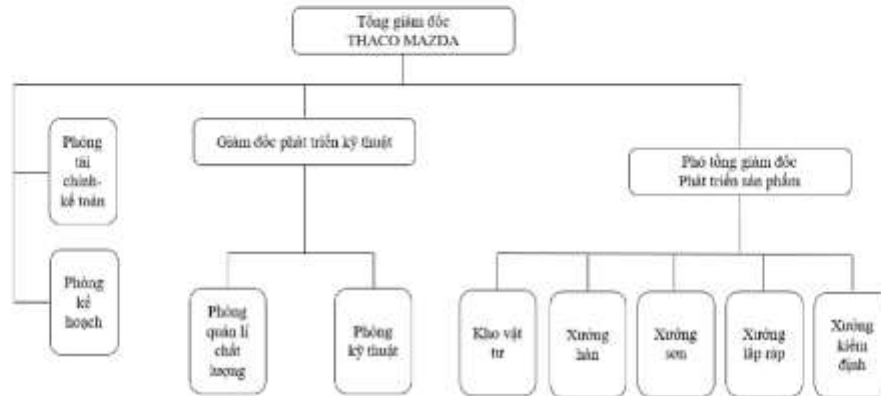 Tổng giám đốc
THACO MAZDA
Phòng
tài
chính-
kế toán
Giám đốc phát triển kỹ thuật
Phó tổng giám đốc
Phát triển sản phẩm
Phòng
kế
hoạch
Phòng
quản lí
chất
lượng
Phòng
kỹ thuật
Kho vật
tư
Xưởng
hàn
Xưởng
sơn
Xưởng
lắp ráp
Xưởng
kiểm
định